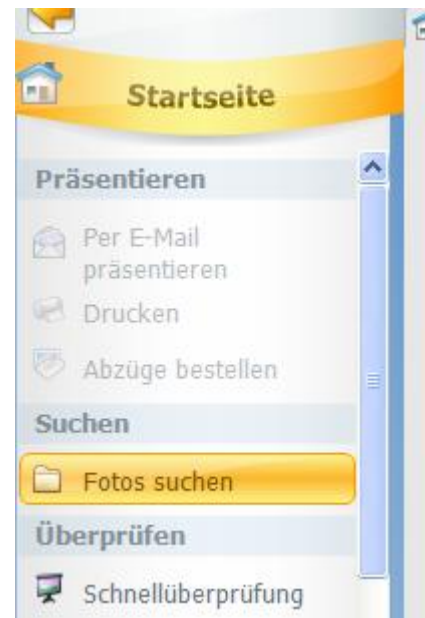 Startseite
Präsentieren
Per E-Mail
präsentieren
Drucken
Abzüge bestellen
Suchen
Fotos suchen
Überprüfen
Schnellüberprüfung